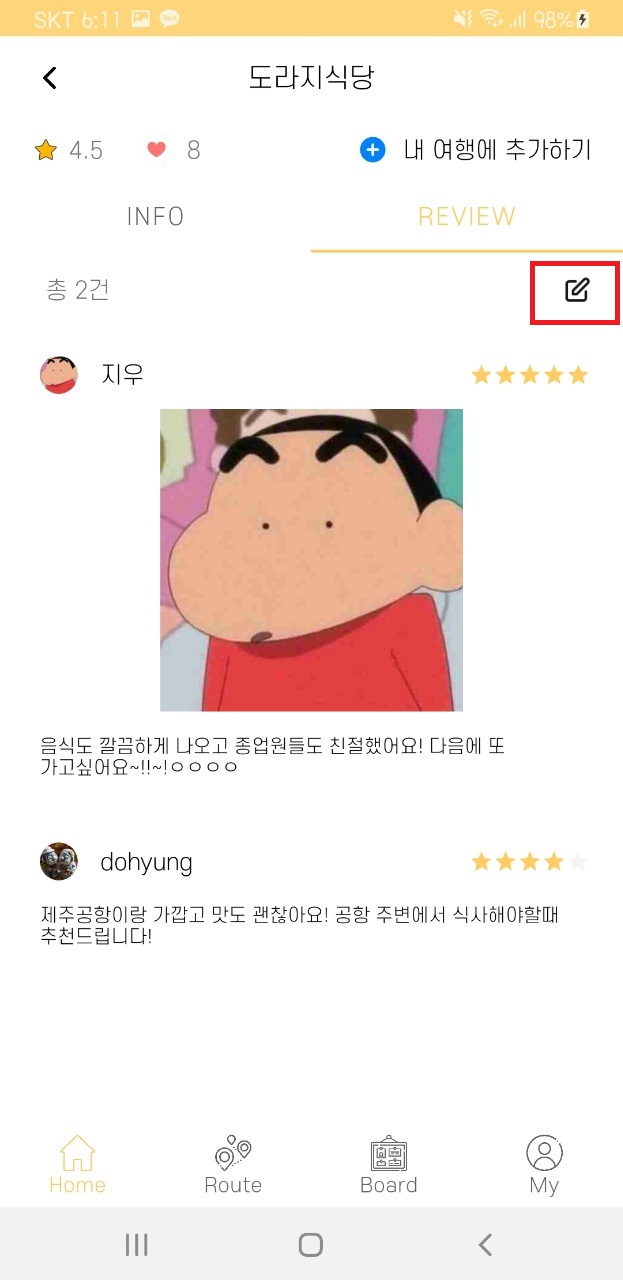 SKT 6:11
98%
도라지식당
4.5
8
내 여행에 추가하기
INFO
REVIEW
총 2건
지우
음식도 깔끔하게 나오고 종업원들도 친절했어요! 다음에 또
가고싶어요~!!~!ㅇㅇㅇㅇ
dohyung
제주공항이랑 가깝고 맛도 괜찮아요! 공항 주변에서 식사해야할때
추천드립니다!
Home
Route
Board
My